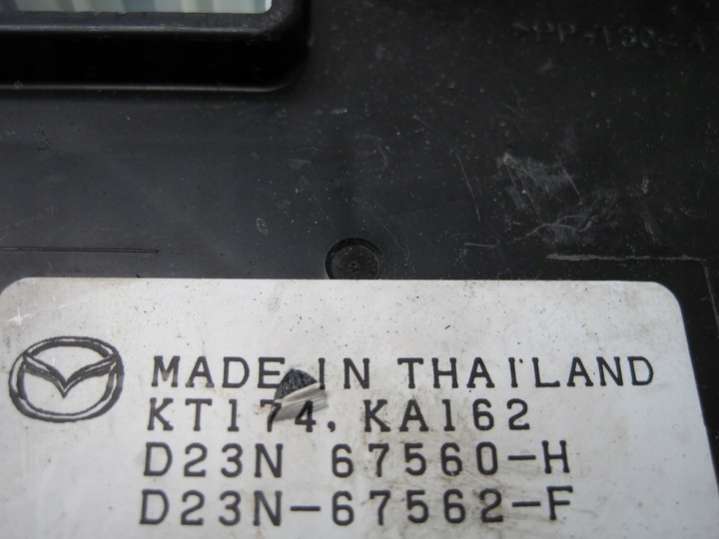 MADE IN THAILAND
KT174, KA162
D23N 67560-H
D23N-67562-F